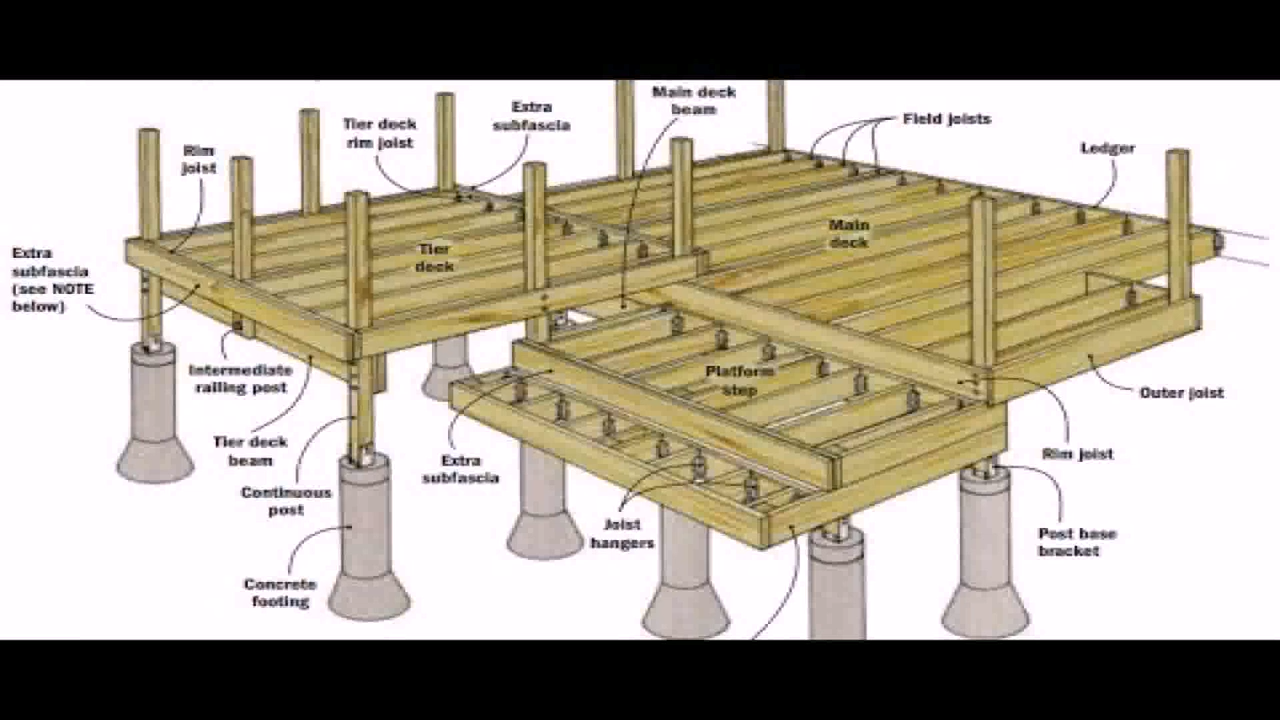 Main deck
beam
Extra
subfascia
Tier deck
rim joist
Field joists
Rim
joist
Ledger
Main
deck
Tier
deck
Extra
subfascia
(see NOTE
below)
Intermediate
railing post
Platform
step
Outer joist
Tier deck
beam
Extra
subfascia
Rim joist
Continuous
post
Joist
hangers
Post base
bracket
Concrete
footing